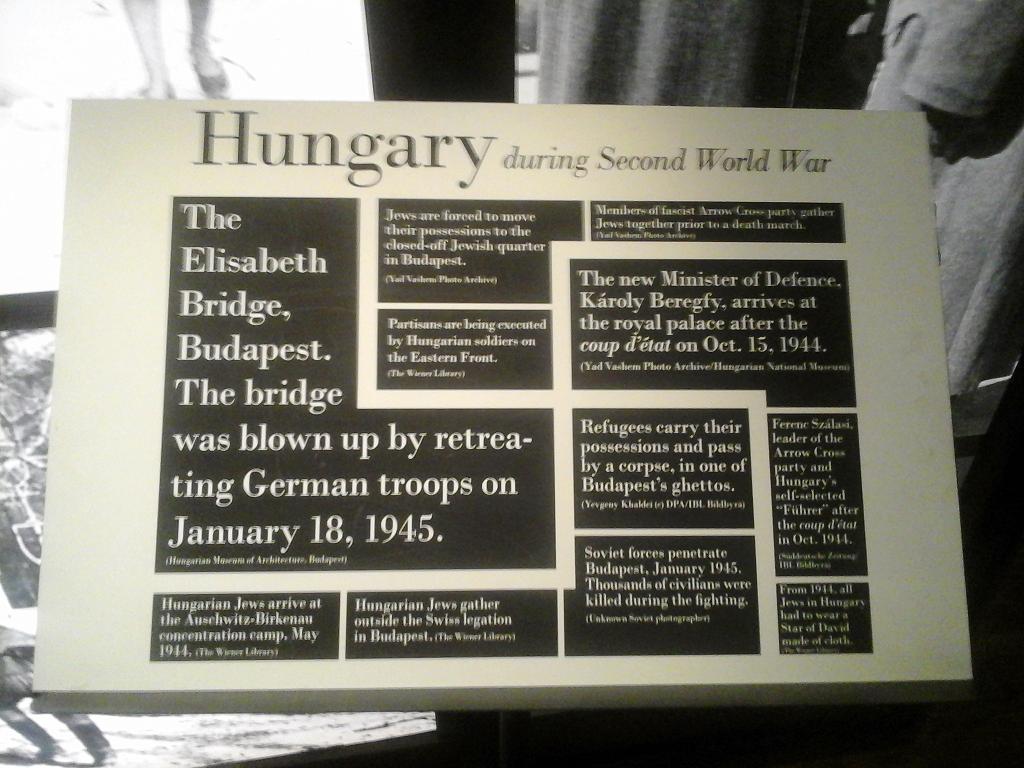 Hungary during Second World War
The
Elisabeth
Bridge,
Budapest.
The bridge
was blown up by retrea-
ting German troops on
January 18, 1945.
(Hungarian Museum of Architecture, Budapest)
Jews are forced to move
their possessions to the
closed-off Jewish quarter
in Budapest.
(Yad Vashem Photo Archive)
Members of fascist Arrow Cross party gather
Jews together prior to a death march.
(Yad Vashem Photo Archive)
Partisans are being executed
by Hungarian soldiers on
the Eastern Front.
(The Wiener Library)
The new Minister of Defence,
Károly Beregfy, arrives at
the royal palace after the
coup d'état on Oct. 15, 1944.
(Yad Vashem Photo Archive/Hungarian National Museum)
Refugees carry their
possessions and pass
by a corpse, in one of
Budapest's ghettos.
(Yevgeny Khaldei (c) DPA/IBL Bildbyrå)
Ferenc Szálasi,
leader of the
Arrow Cross
party and
Hungary's
self-selected
"Führer" after
the coup d'état
in Oct. 1944.
(Süddeutsche Zeitung/
IBL Bildbyrå)
Hungarian Jews arrive at
the Auschwitz-Birkenau
concentration camp, May
1944. (The Wiener Library)
Hungarian Jews gather
outside the Swiss legation
in Budapest. (The Wiener Library)
Soviet forces penetrate
Budapest, January 1945.
Thousands of civilians were
killed during the fighting.
(Unknown Soviet photographer)
From 1944, all
Jews in Hungary
had to wear a
Star of David
made of cloth.
(The Wiener Library)